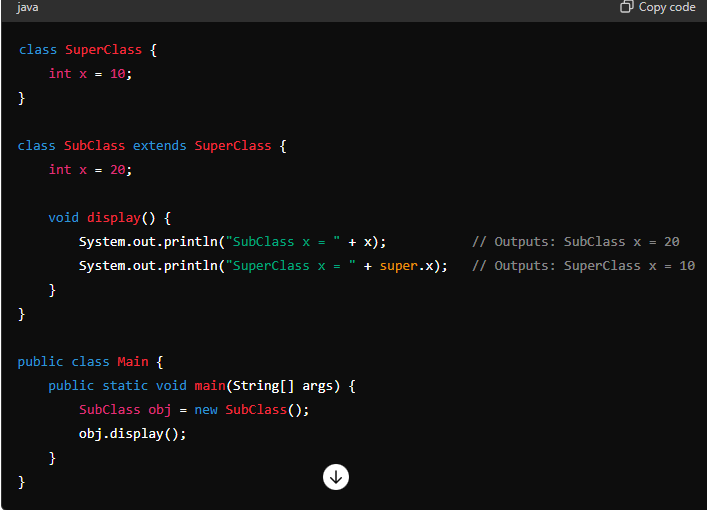 java
Copy code
class SuperClass {
    int x = 10;
}
class SubClass extends SuperClass {
    int x = 20;
    void display() {
        System.out.println("SubClass x = " + x);           // Outputs: SubClass x = 20
        System.out.println("SuperClass x = " + super.x);   // Outputs: SuperClass x = 10
    }
}
public class Main {
    public static void main(String[] args) {
        SubClass obj = new SubClass();
        obj.display();
    }
}